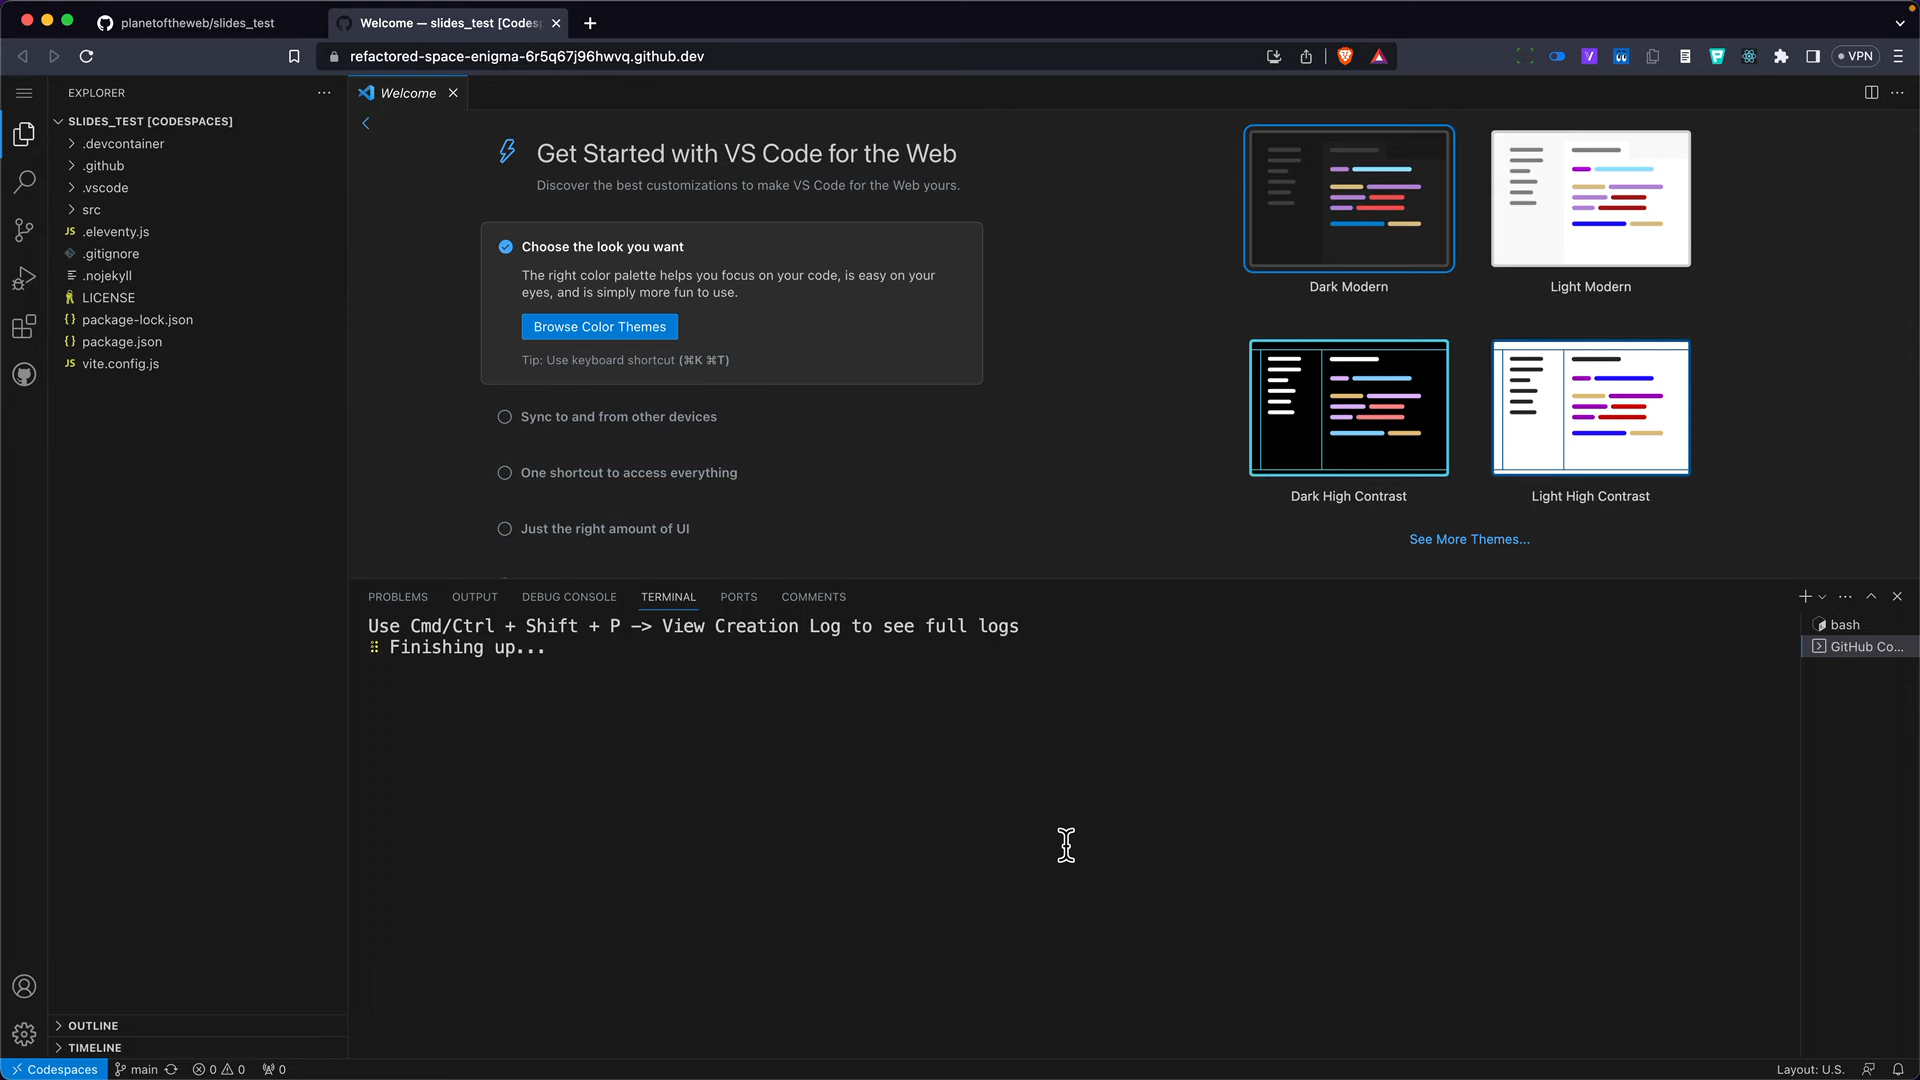 planetoftheweb/slides_test
Welcome — slides_test [Codesp
refactored-space-enigma-6r5q67j96hwvq.github.dev
VPN
EXPLORER
SLIDES_TEST [CODESPACES]
.devcontainer
.github
.vscode
src
JS .eleventy.js
.gitignore
.nojekyll
LICENSE
{} package-lock.json
{} package.json
JS vite.config.js
OUTLINE
TIMELINE
Welcome
Get Started with VS Code for the Web
Discover the best customizations to make VS Code for the Web yours.
Choose the look you want
The right color palette helps you focus on your code, is easy on your
eyes, and is simply more fun to use.
Browse Color Themes
Tip: Use keyboard shortcut (⌘K ⌘T)
Sync to and from other devices
One shortcut to access everything
Just the right amount of UI
Dark Modern
Light Modern
Dark High Contrast
Light High Contrast
See More Themes...
PROBLEMS OUTPUT DEBUG CONSOLE TERMINAL PORTS COMMENTS
Use Cmd/Ctrl + Shift + P -> View Creation Log to see full logs
Finishing up...
bash
GitHub Co...
Codespaces main 0 0 0
Layout: U.S.